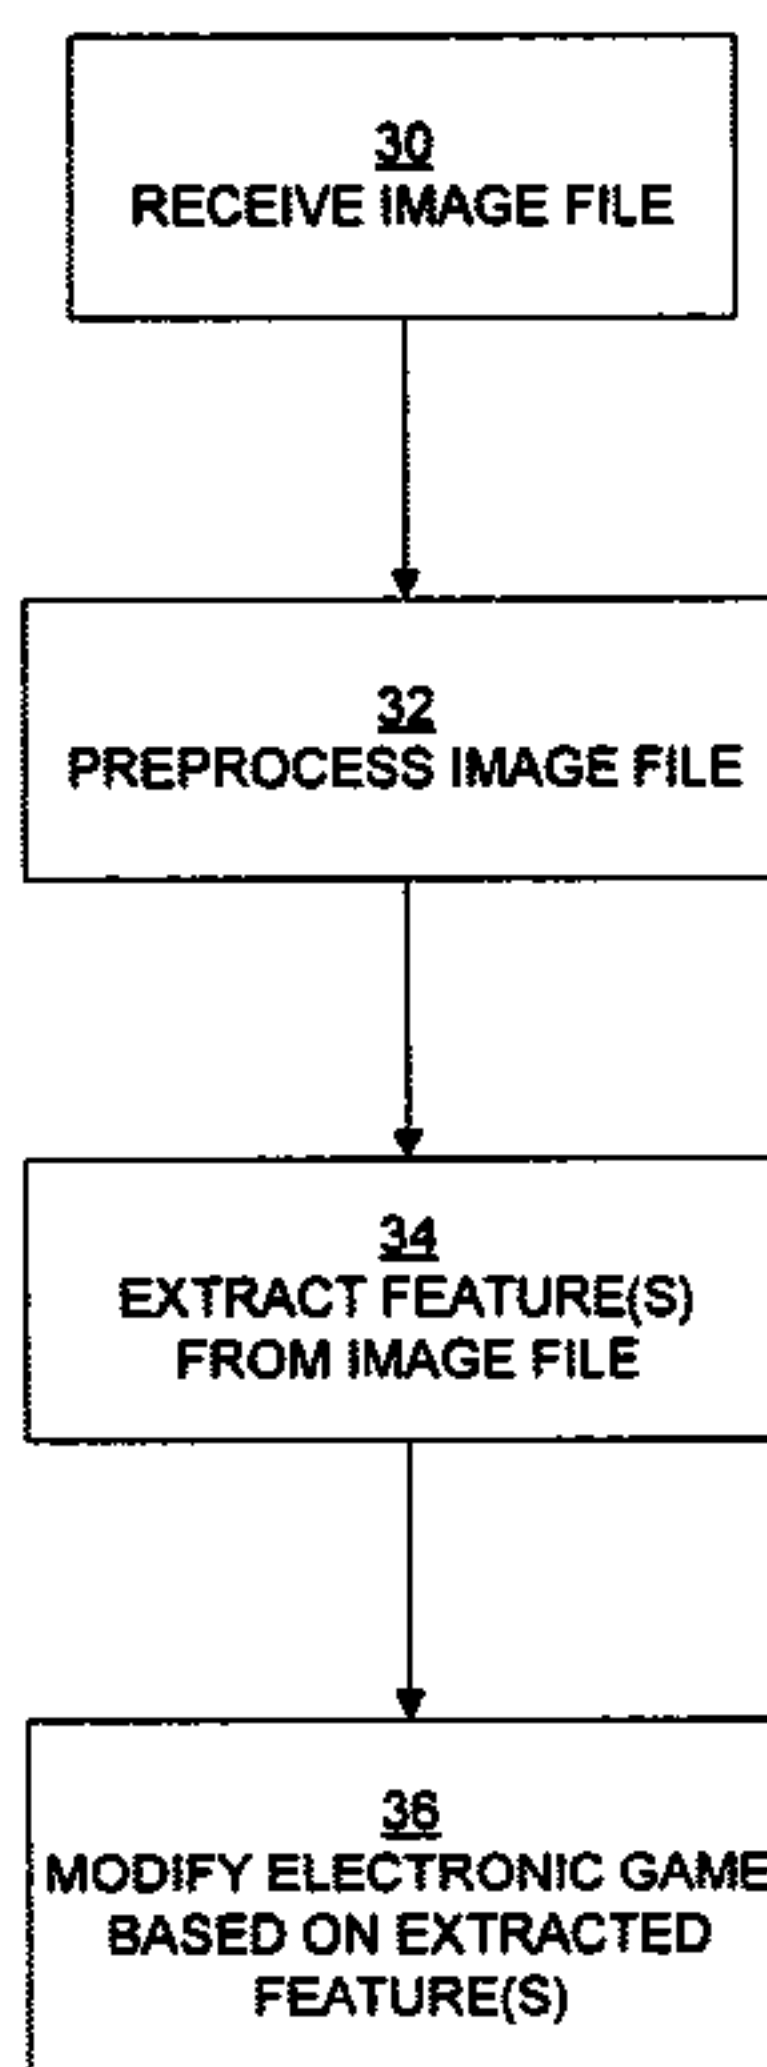 30
RECEIVE IMAGE FILE
32
PREPROCESS IMAGE FILE
34
EXTRACT FEATURE(S)
FROM IMAGE FILE
36
MODIFY ELECTRONIC GAME
BASED ON EXTRACTED
FEATURE(S)